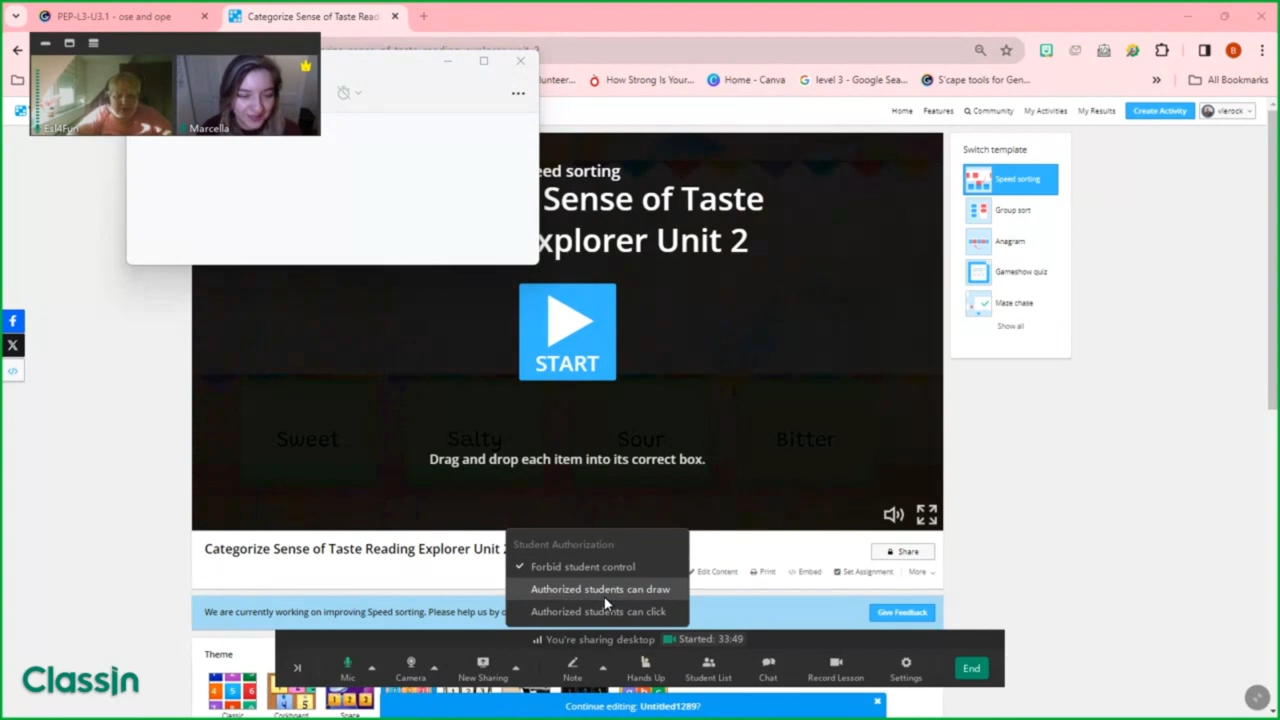 PEP-L3-U3.1 - ose and ope
Categorize Sense of Taste Read
lunteer...
How Strong Is Your...
Home - Canva
level 3 - Google Sea...
S'cape tools for Gen...
All Bookmarks
Esl4Fun
Marcella
Home
Features
Community
My Activities
My Results
Create Activity
vlerock
eed sorting
Sense of Taste
xplorer Unit 2
START
Sweet
Salty
Sour
Bitter
Drag and drop each item into its correct box.
Switch template
Speed sorting
Group sort
Anagram
Gameshow quiz
Maze chase
Show all
Categorize Sense of Taste Reading Explorer Unit
Share
Edit Content
Print
Embed
Set Assignment
More
We are currently working on improving Speed sorting. Please help us by
Give Feedback
Student Authorization
Forbid student control
Authorized students can draw
Authorized students can click
You're sharing desktop
Started: 33:49
Mic
Camera
New Sharing
Note
Hands Up
Student List
Chat
Record Lesson
Settings
End
Theme
Classic
Corkboard
Space
Continue editing: Untitled1289?
ClassIn